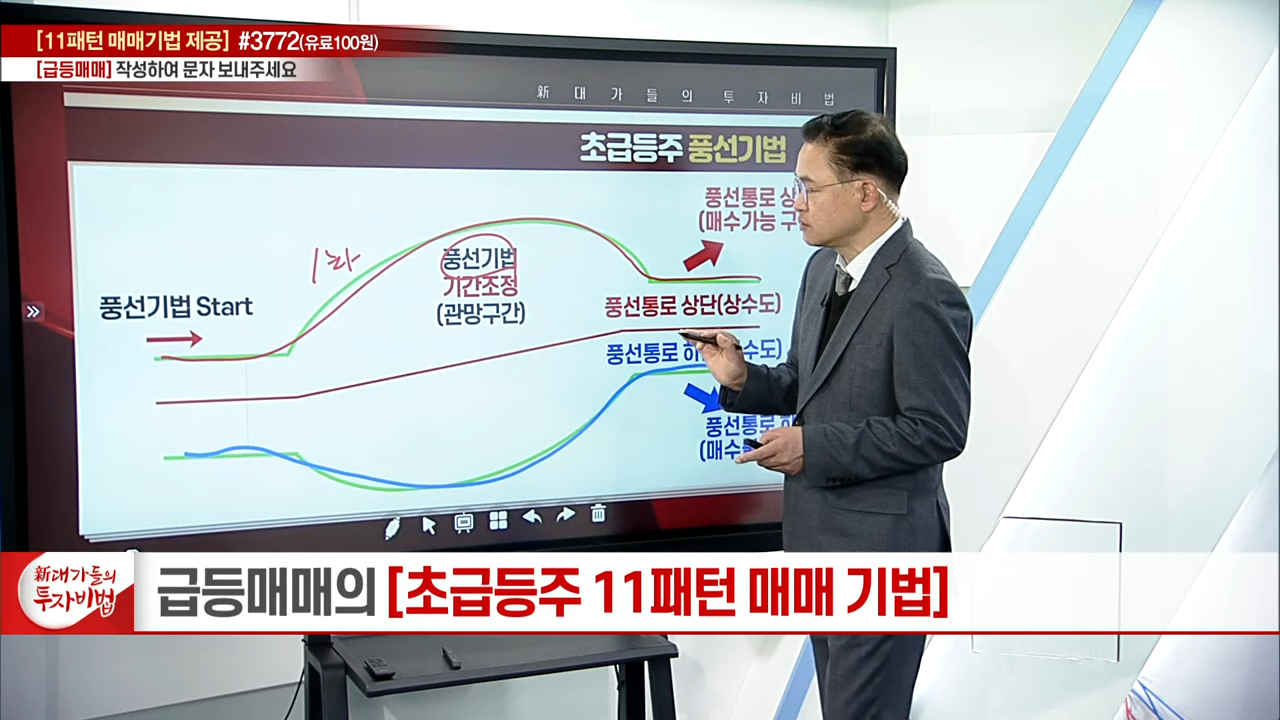 [11패턴 매매기법 제공] #3772(유료100원)
[급등매매] 작성하여 문자 보내주세요
新 대 가 들 의 투 자 비 법
초급등주 풍선기법
풍선통로 상
(매수가능 구
1차
풍선기법
기간조정
(관망구간)
풍선기법 Start
풍선통로 상단(상수도)
풍선통로 하 수도)
풍선통로
(매수
新대가들의
투자비법
급등매매의 [초급등주 11패턴 매매 기법]